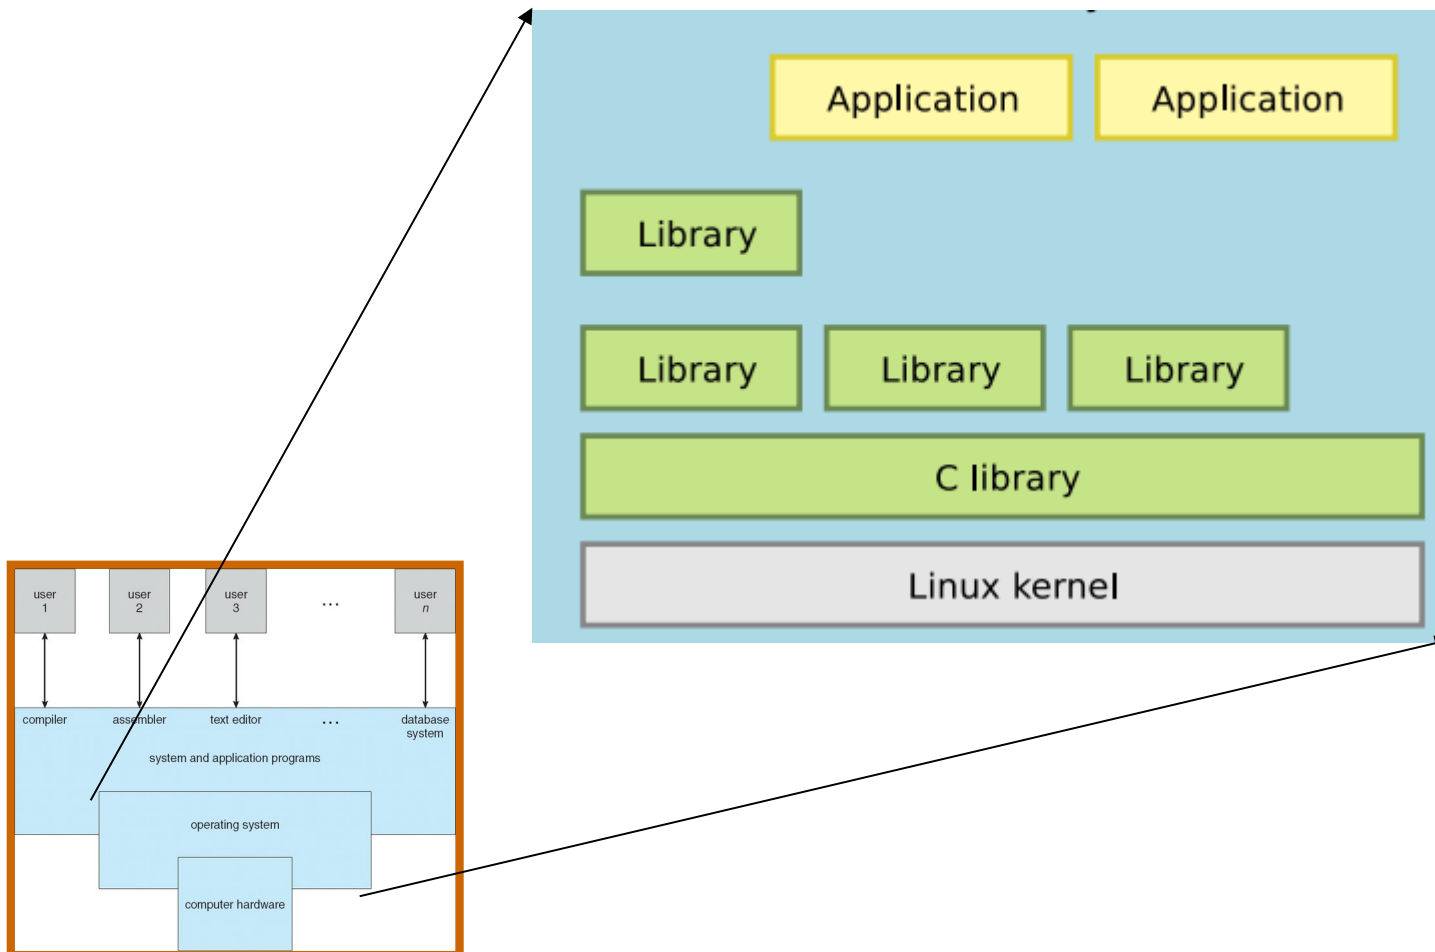 Application Application
Library
Library Library Library
C library
Linux kernel
user user user user
1 2 3 ... n
compiler assembler text editor ... database
system
system and application programs
operating system
computer hardware